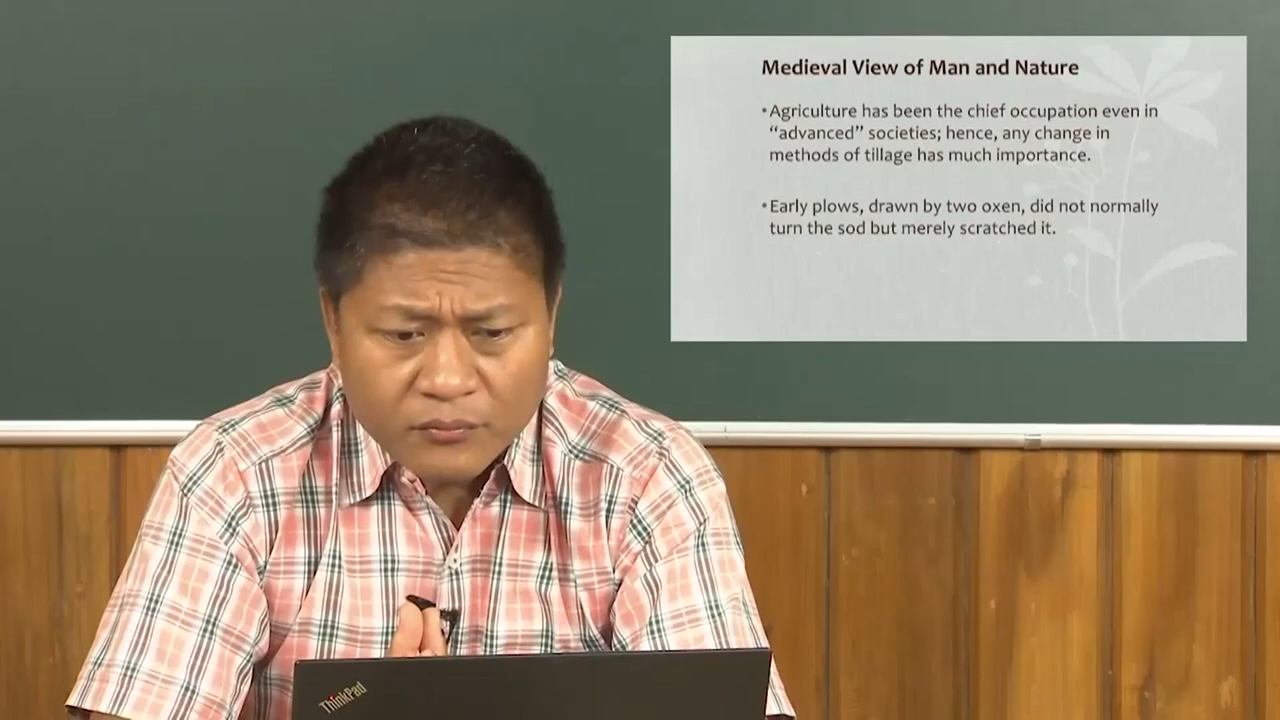 Medieval View of Man and Nature
•Agriculture has been the chief occupation even in
“advanced” societies; hence, any change in
methods of tillage has much importance.
•Early plows, drawn by two oxen, did not normally
turn the sod but merely scratched it.
ThinkPad